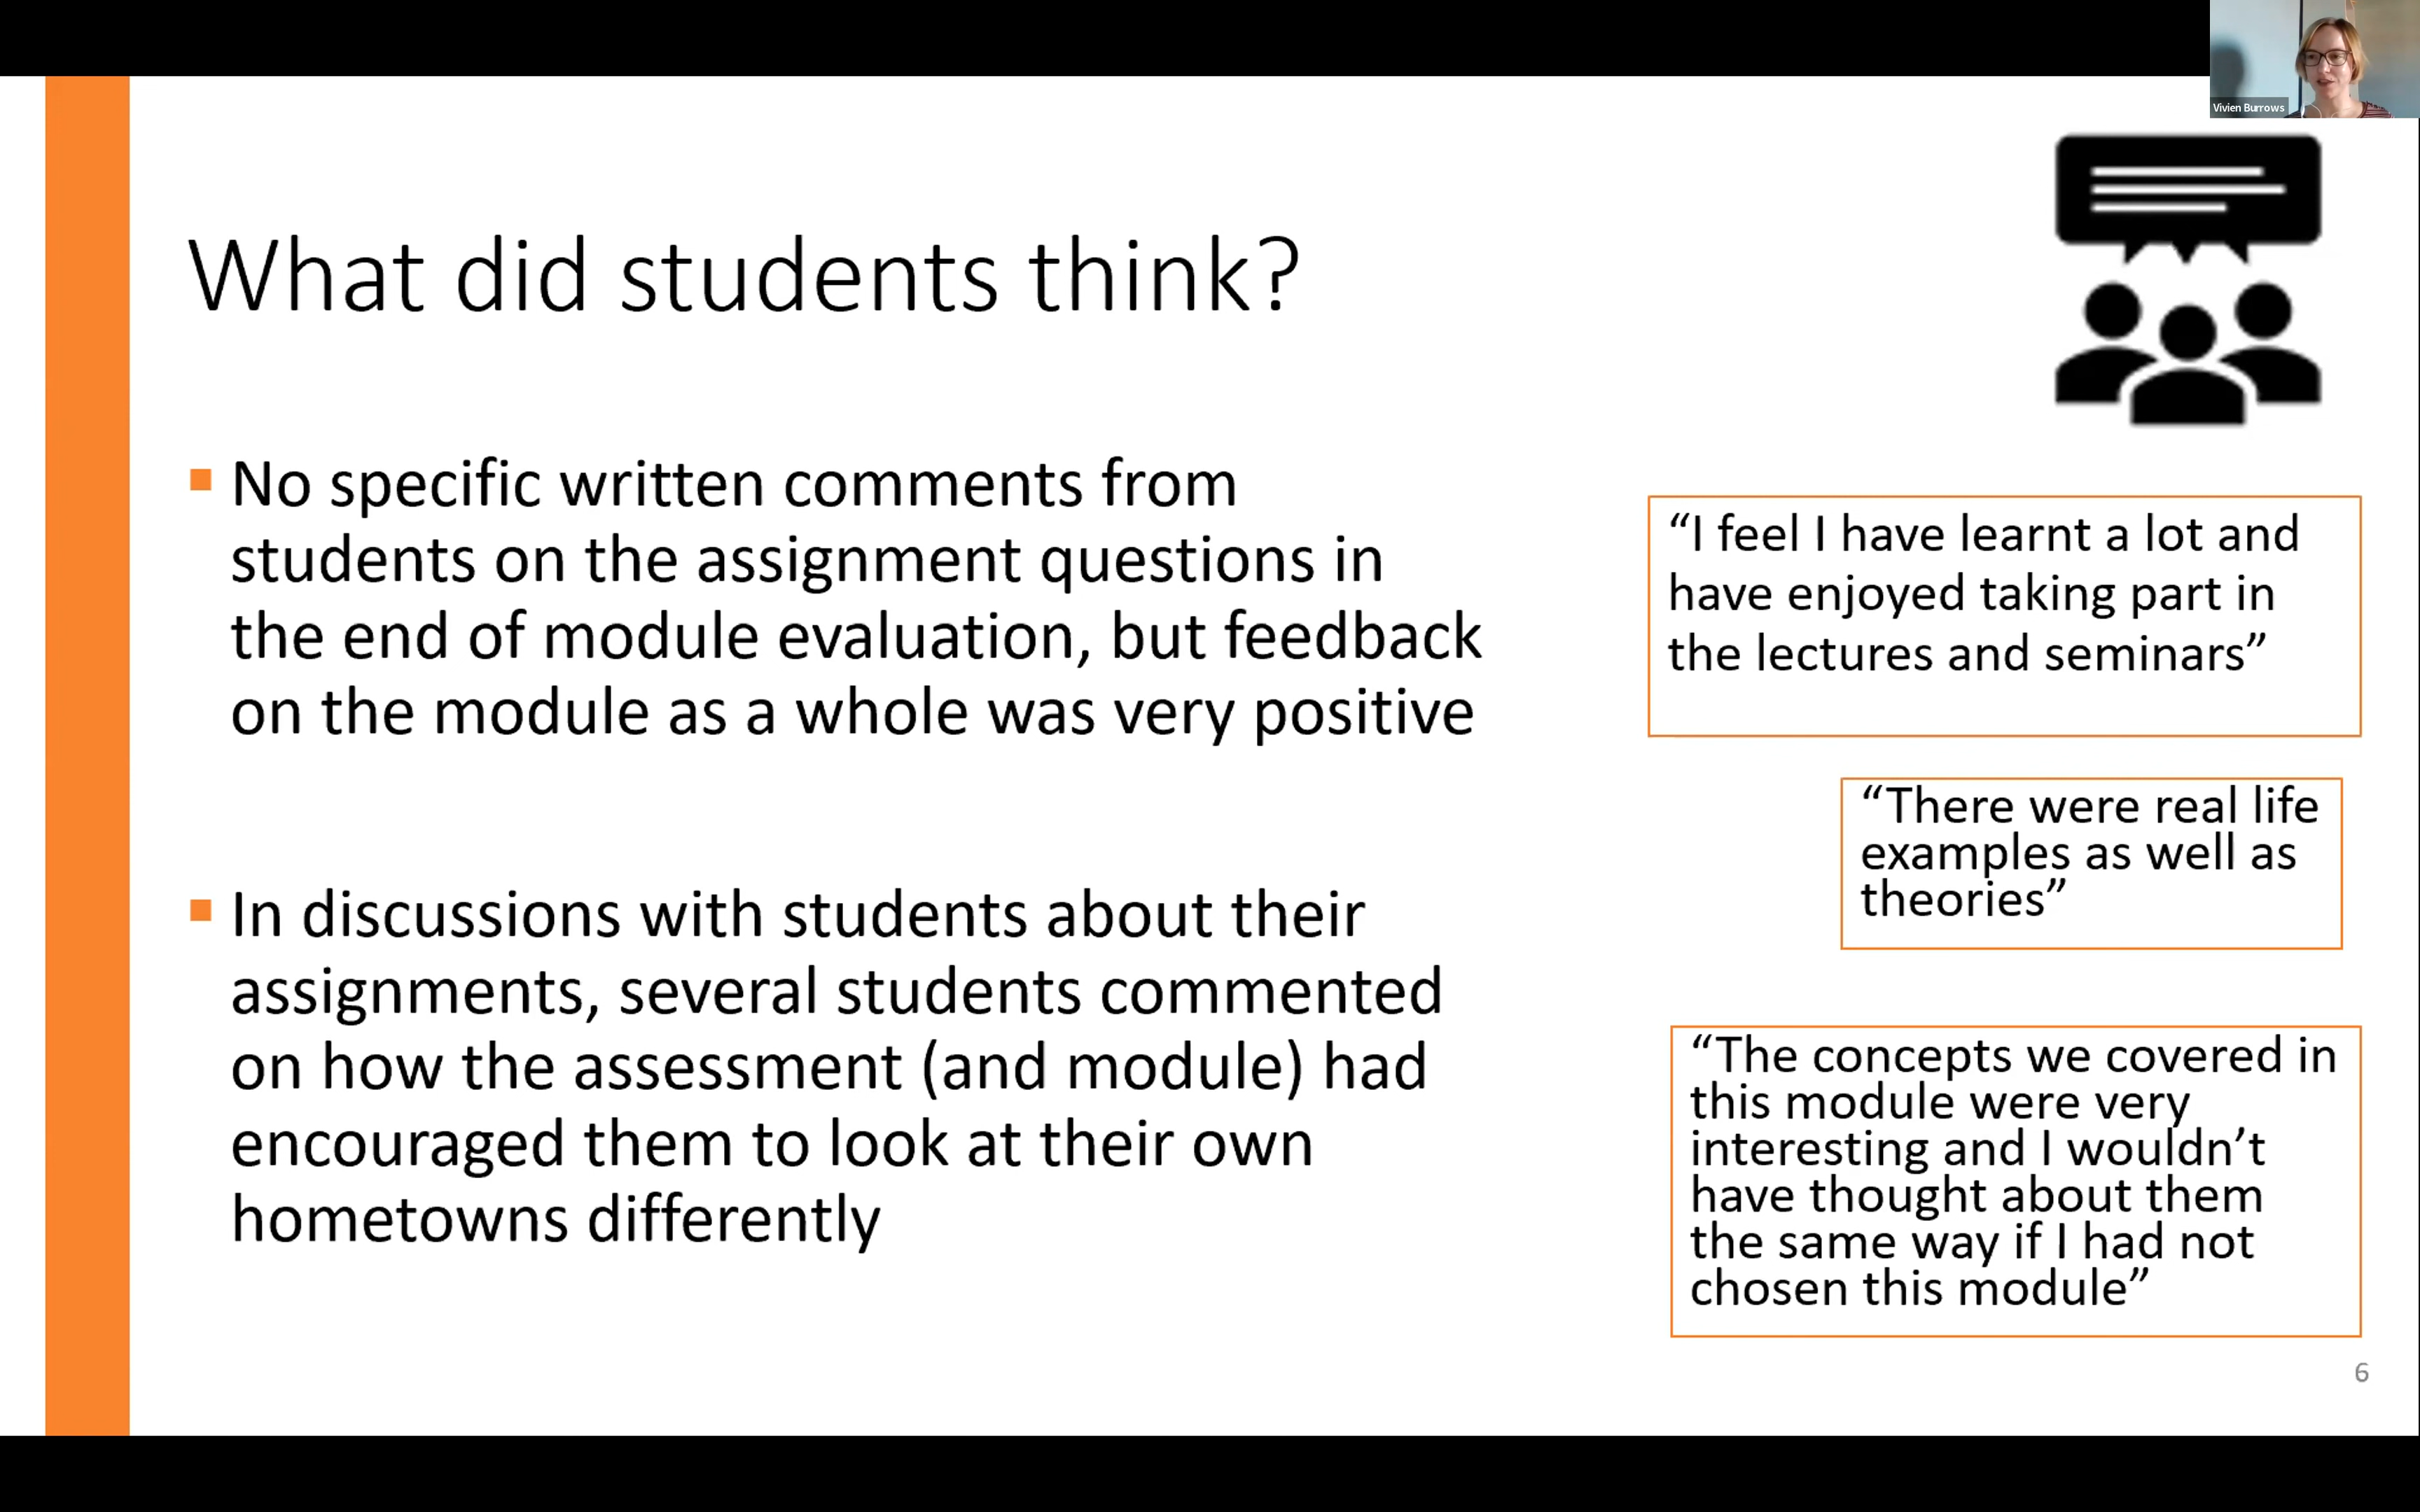 Vivien Burrows
What did students think?
No specific written comments from
students on the assignment questions in
the end of module evaluation, but feedback
on the module as a whole was very positive
In discussions with students about their
assignments, several students commented
on how the assessment (and module) had
encouraged them to look at their own
hometowns differently
“I feel I have learnt a lot and
have enjoyed taking part in
the lectures and seminars”
“There were real life
examples as well as
theories”
“The concepts we covered in
this module were very
interesting and I wouldn’t
have thought about them
the same way if I had not
chosen this module”
6